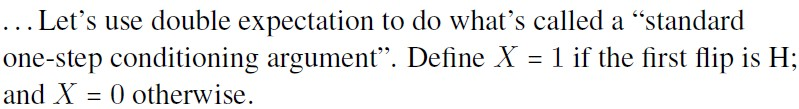 ...Let’s use double expectation to do what’s called a “standard
one-step conditioning argument”. Define X = 1 if the first flip is H;
and X = 0 otherwise.